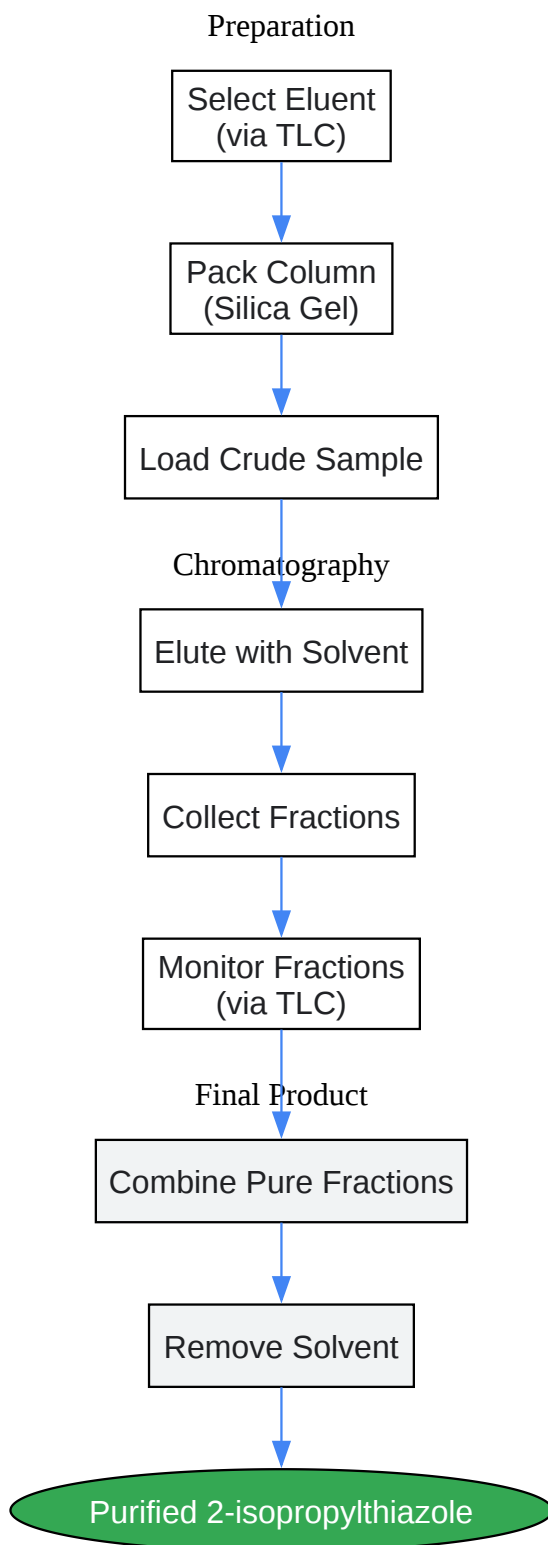 Preparation
Select Eluent
(via TLC)
Pack Column
(Silica Gel)
Load Crude Sample
Chromatography
Elute with Solvent
Collect Fractions
Monitor Fractions
(via TLC)
Final Product
Combine Pure Fractions
Remove Solvent
Purified 2-isopropylthiazole